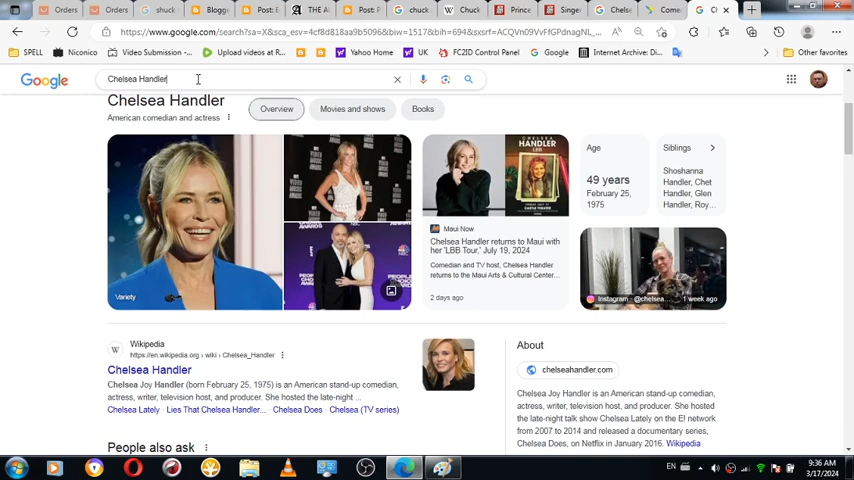 Orders
Orders
shuck
Blogg
Post: E
THE A
Post: P
chuck
Chuck
Prince
Singer
Chels
Come
Ch
https://www.google.com/search?sa=X&sca_esv=4cf8d818aa9b5096&biw=1517&bih=694&sxsrf=ACQVn09VvFGPdnagNL...
SPELL
Niconico
Video Submission -...
Upload videos at R...
Yahoo Home
UK
FC2ID Control Panel
Google
Internet Archive: Di...
Other favorites
Google
Chelsea Handler
Chelsea Handler
American comedian and actress
Overview
Movies and shows
Books
Variety
CHELSEA
HANDLER
LBB
Maui Now
Chelsea Handler returns to Maui with
her 'LBB Tour,' July 19, 2024
Comedian and TV host, Chelsea Handler
returns to the Maui Arts & Cultural Center...
2 days ago
Age
49 years
February 25,
1975
Siblings
Shoshanna
Handler, Chet
Handler, Glen
Handler, Roy...
Instagram · @chelsea...
1 week ago
Wikipedia
https://en.wikipedia.org › wiki › Chelsea_Handler
Chelsea Handler
Chelsea Joy Handler (born February 25, 1975) is an American stand-up comedian,
actress, writer, television host, and producer. She hosted the late-night ...
Chelsea Lately · Lies That Chelsea Handler... · Chelsea Does · Chelsea (TV series)
People also ask
About
chelseahandler.com
Chelsea Joy Handler is an American stand-up comedian,
actress, writer, television host, and producer. She hosted
the late-night talk show Chelsea Lately on the E! network
from 2007 to 2014 and released a documentary series,
Chelsea Does, on Netflix in January 2016. Wikipedia
EN
9:36 AM
3/17/2024